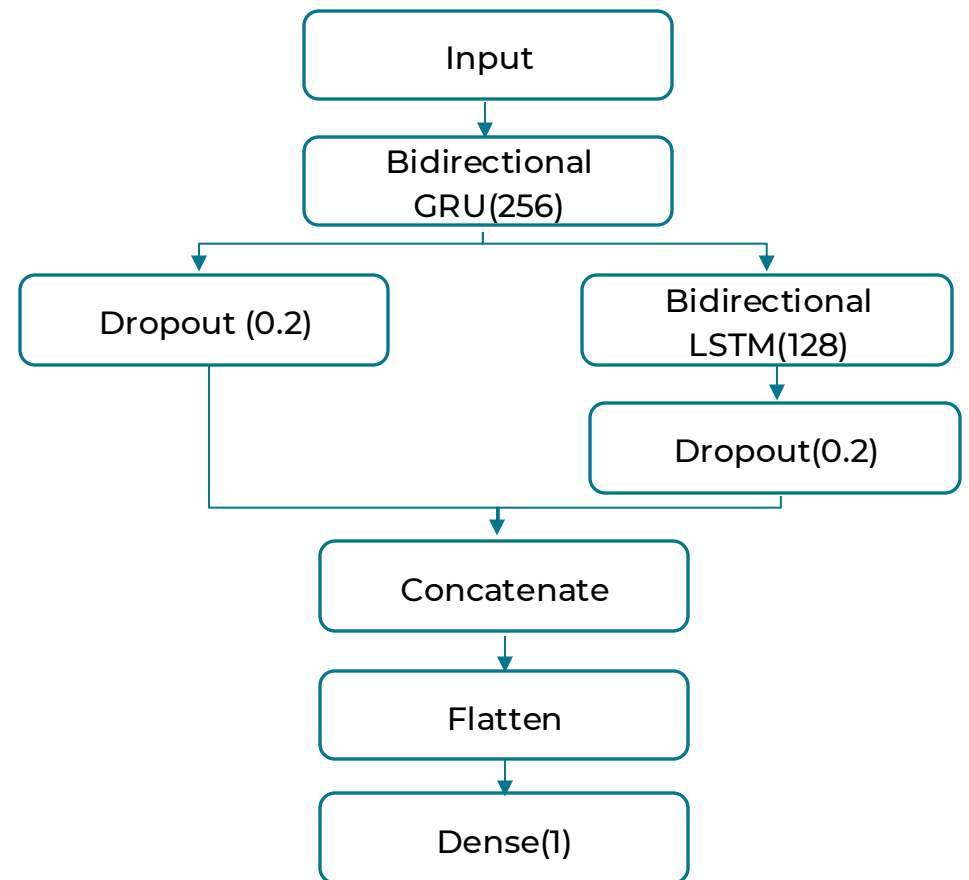 Input
Bidirectional
GRU(256)
Dropout (0.2)
Bidirectional
LSTM(128)
Dropout(0.2)
Concatenate
Flatten
Dense(1)